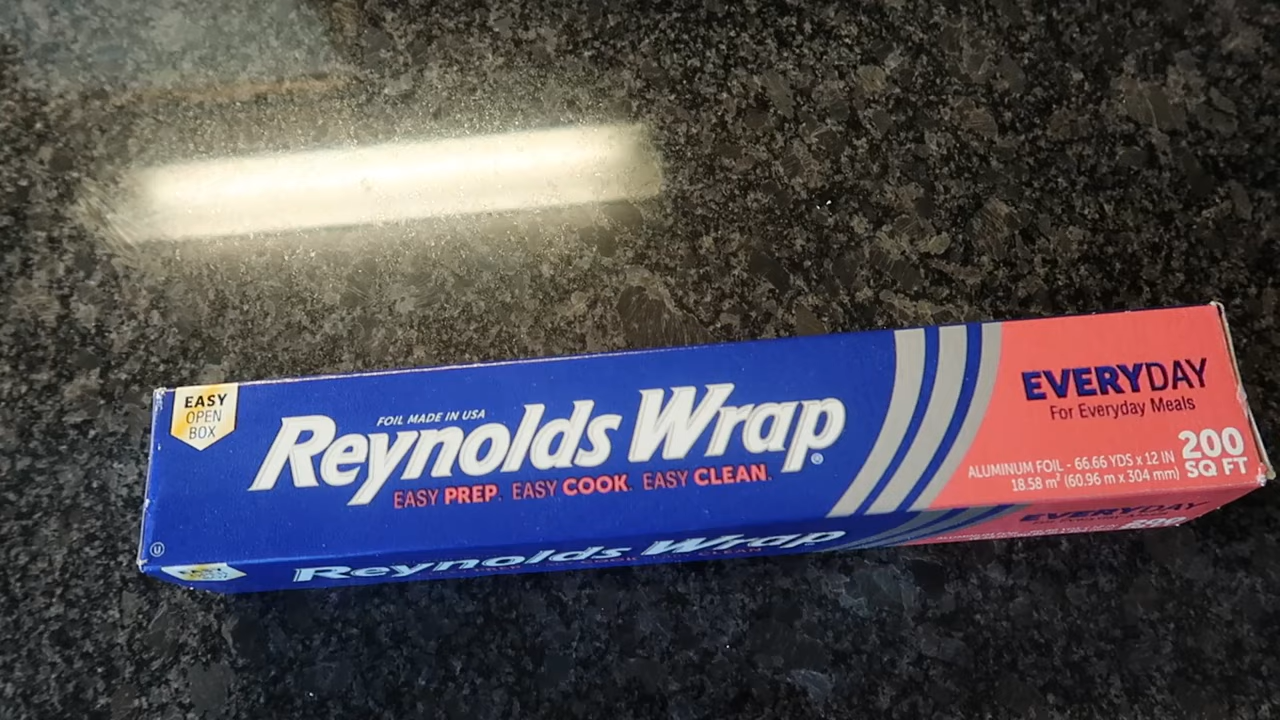 EASY
OPEN
BOX
FOIL MADE IN USA
Reynolds Wrap®
EASY PREP. EASY COOK. EASY CLEAN.
EVERYDAY
For Everyday Meals
ALUMINUM FOIL - 66.66 YDS x 12 IN
18.58 m² (60.96 m x 304 mm)
200
SQ FT
U
Reynolds Wrap
EVERYDAY